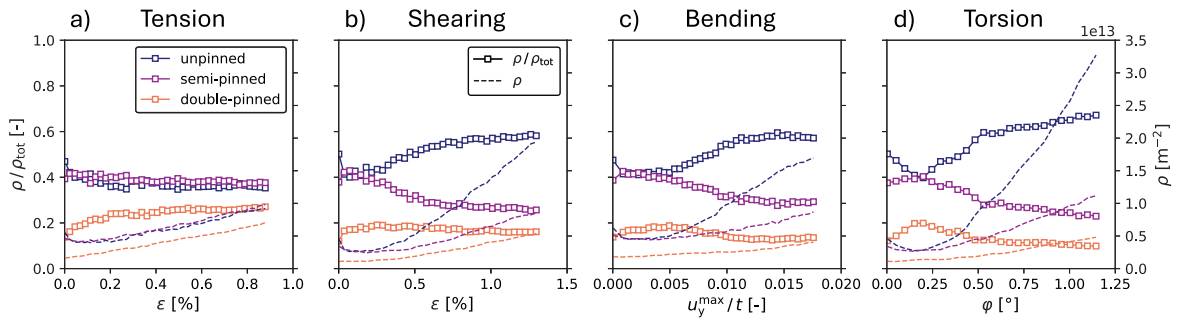 a) Tension
b) Shearing
c) Bending
d) Torsion
1e13
ρ/ρtot [-]
1.0
0.8
0.6
0.4
0.2
0.0
unpinned
semi-pinned
double-pinned
ρ/ρtot
ρ
3.5
3.0
2.5
2.0
1.5
1.0
0.5
0.0
ρ [m⁻²]
0.0 0.2 0.4 0.6 0.8 1.0
ε [%]
0.0 0.5 1.0 1.5
ε [%]
0.000 0.005 0.010 0.015 0.020
u_y^max/t [-]
0.00 0.25 0.50 0.75 1.00 1.25
φ [°]